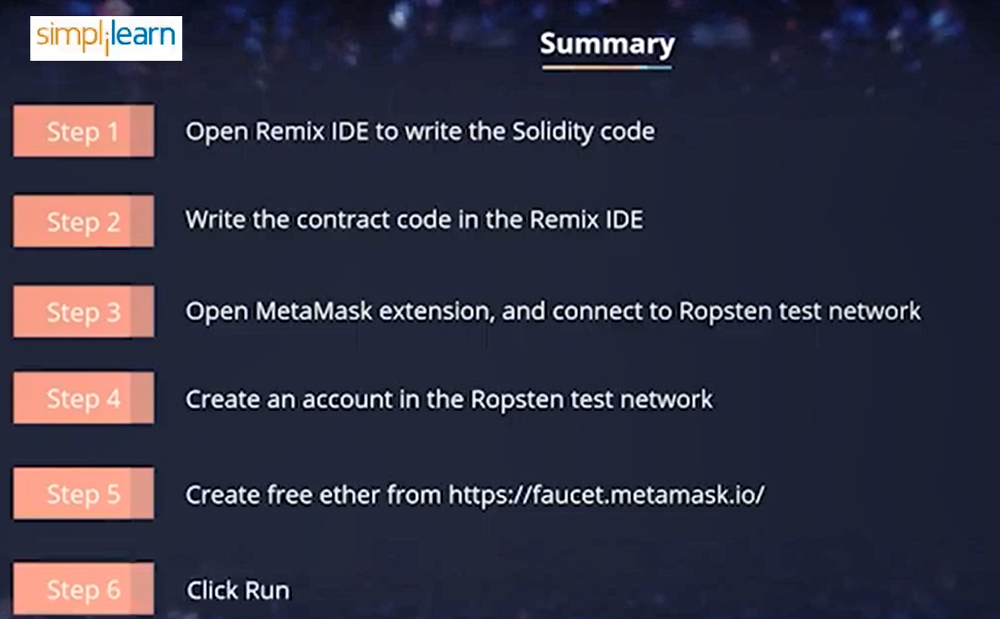 simplilearn
Summary
Step 1
Open Remix IDE to write the Solidity code
Step 2
Write the contract code in the Remix IDE
Step 3
Open MetaMask extension, and connect to Ropsten test network
Step 4
Create an account in the Ropsten test network
Step 5
Create free ether from https://faucet.metamask.io/
Step 6
Click Run